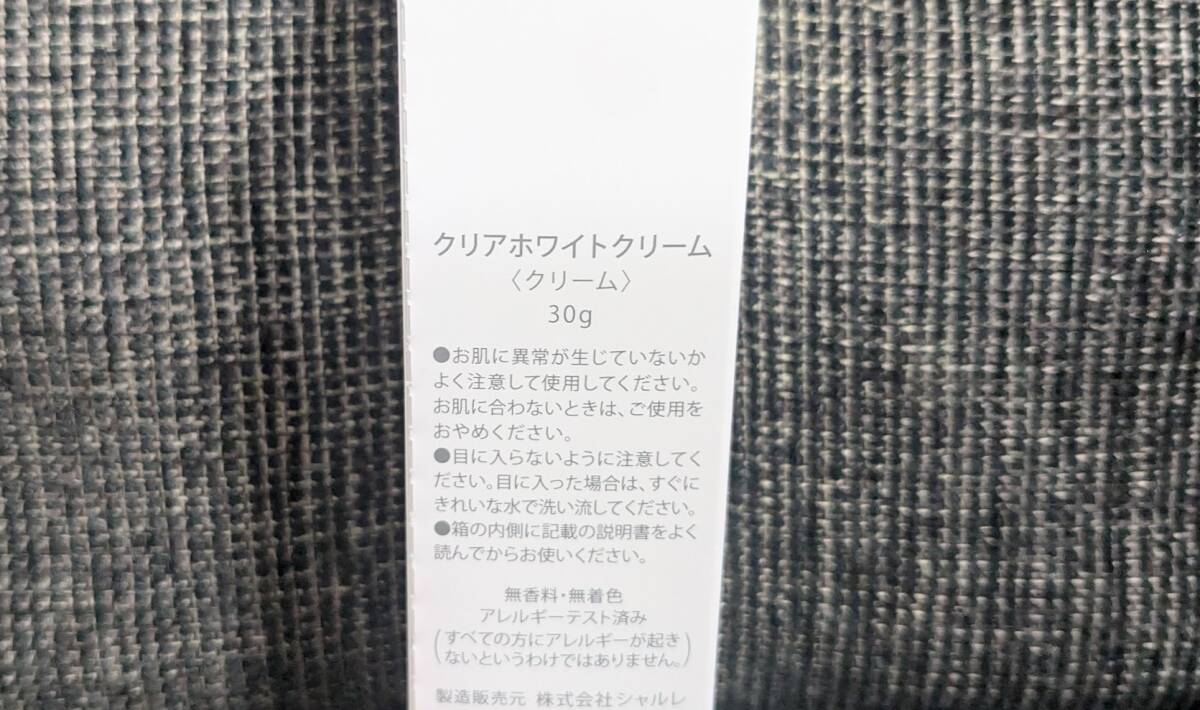 クリアホワイトクリーム
〈クリーム〉
30g
●お肌に異常が生じていないか
よく注意して使用してください。
お肌に合わないときは、ご使用を
おやめください。
●目に入らないように注意してく
ださい。目に入った場合は、すぐに
きれいな水で洗い流してください。
●箱の内側に記載の説明書をよく
読んでからお使いください。
無香料・無着色
アレルギーテスト済み
(すべての方にアレルギーが起き
ないというわけではありません。)
製造販売元 株式会社シャルレ